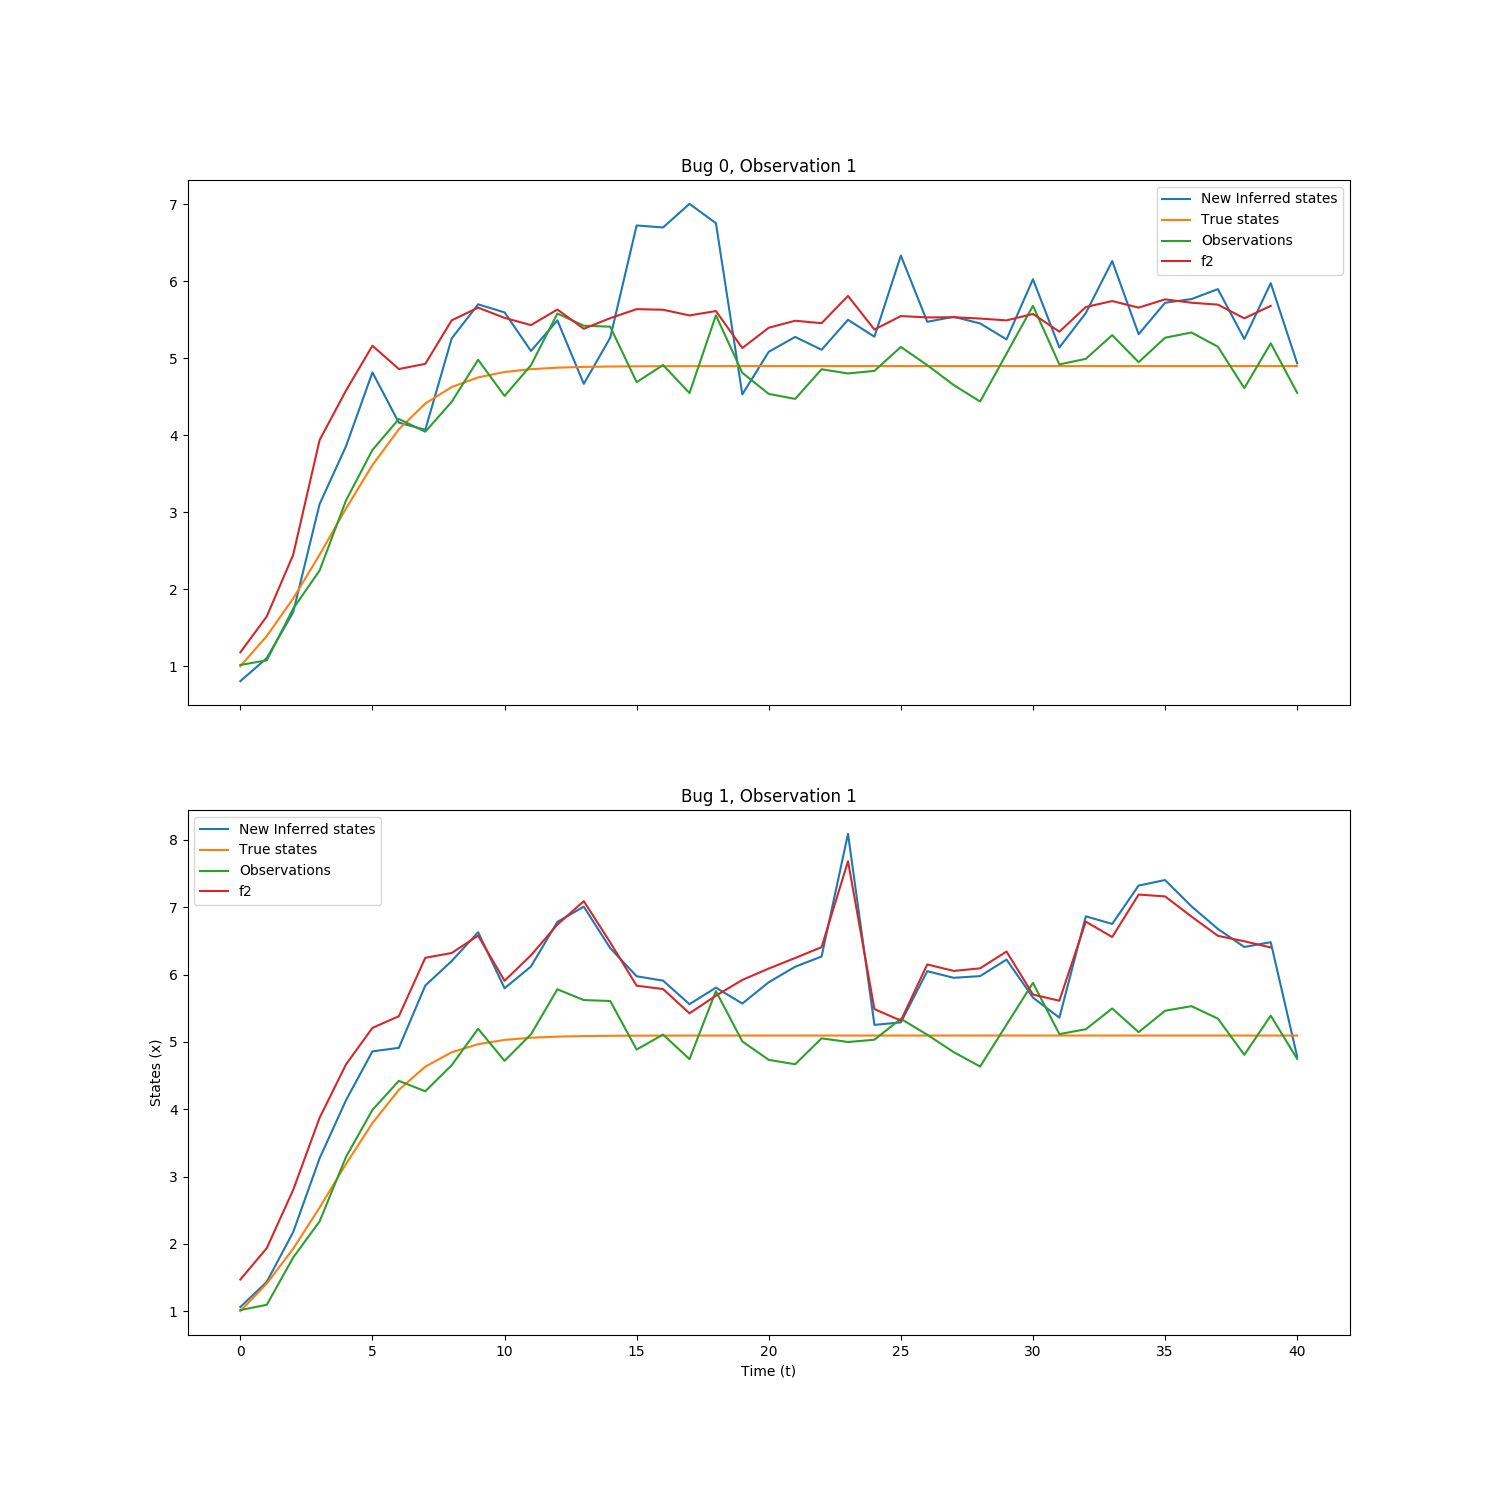 Bug 0, Observation 1
7
6
5
4
3
2
1
New Inferred states
True states
Observations
f2
Bug 1, Observation 1
States (x)
8
7
6
5
4
3
2
1
New Inferred states
True states
Observations
f2
0 5 10 15 20 25 30 35 40
Time (t)